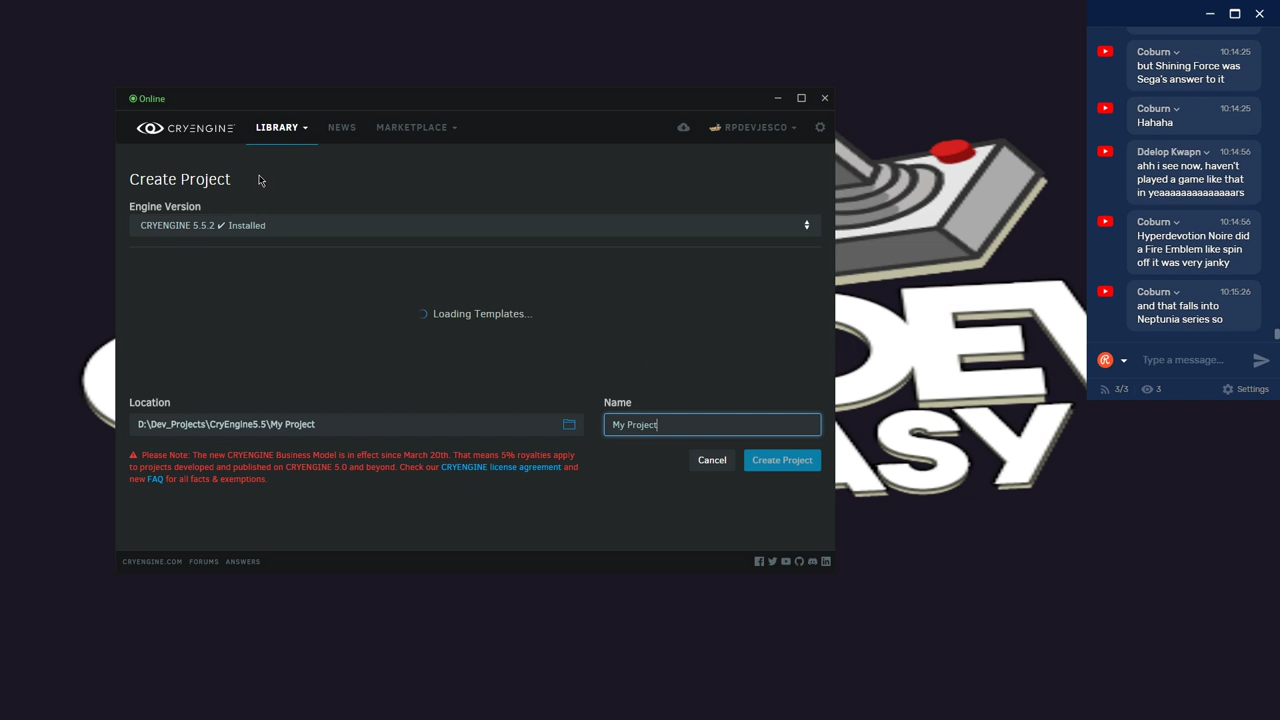 Online
CRYENGINE
LIBRARY
NEWS
MARKETPLACE
RPDEVJESCO
Create Project
Engine Version
CRYENGINE 5.5.2 ✔ Installed
Loading Templates...
Location
Name
D:\Dev_Projects\CryEngine5.5\My Project
My Project
Please Note: The new CRYENGINE Business Model is in effect since March 20th. That means 5% royalties apply
to projects developed and published on CRYENGINE 5.0 and beyond. Check our CRYENGINE license agreement and
new FAQ for all facts & exemptions.
Cancel
Create Project
CRYENGINE.COM
FORUMS
ANSWERS
DEV
ASY
Coburn
10:14:25
but Shining Force was
Sega's answer to it
Coburn
10:14:25
Hahaha
Ddelop Kwapn
10:14:56
ahh i see now, haven't
played a game like that
in yeaaaaaaaaaaaaaars
Coburn
10:14:56
Hyperdevotion Noire did
a Fire Emblem like spin
off it was very janky
Coburn
10:15:26
and that falls into
Neptunia series so
Type a message...
3/3
3
Settings